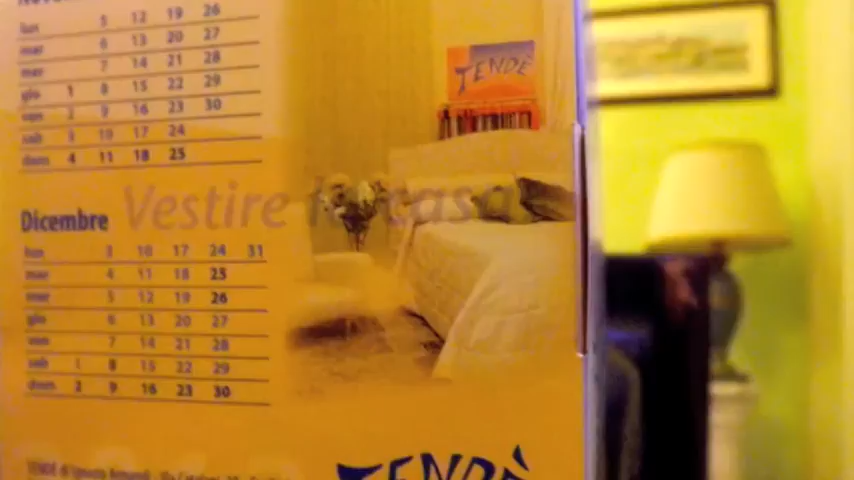 lun 5 12 19 26
mar 6 13 20 27
mer 7 14 21 28
gio 1 8 15 22 29
ven 2 9 16 23 30
sab 3 10 17 24
dom 4 11 18 25
TENDÈ
Vestire la casa
Dicembre
lun 3 10 17 24 31
mar 4 11 18 25
mer 5 12 19 26
gio 6 13 20 27
ven 7 14 21 28
sab 1 8 15 22 29
dom 2 9 16 23 30
TENDÈ